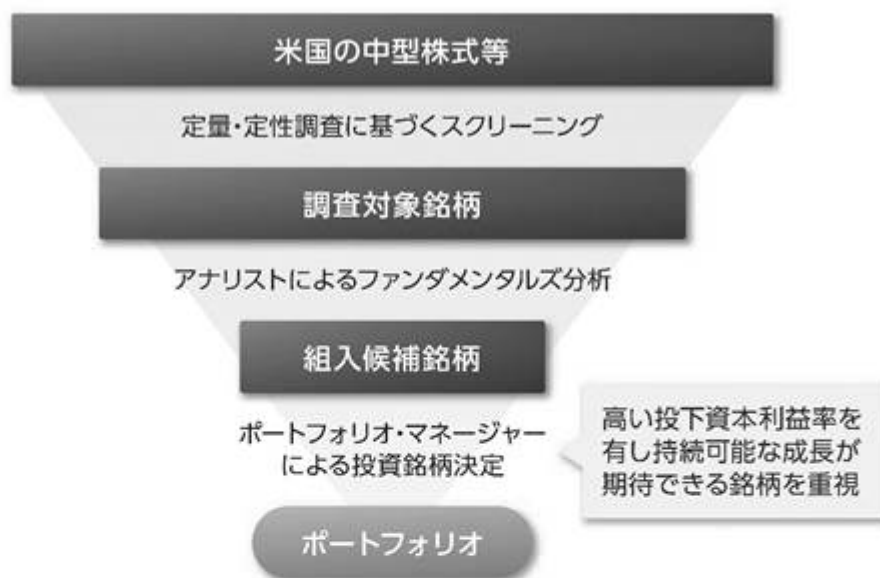 米国の中型株式等
定量・定性調査に基づくスクリーニング
調査対象銘柄
アナリストによるファンダメンタルズ分析
組入候補銘柄
ポートフォリオ・マネージャー
による投資銘柄決定
高い投下資本利益率を
有し持続可能な成長が
期待できる銘柄を重視
ポートフォリオ